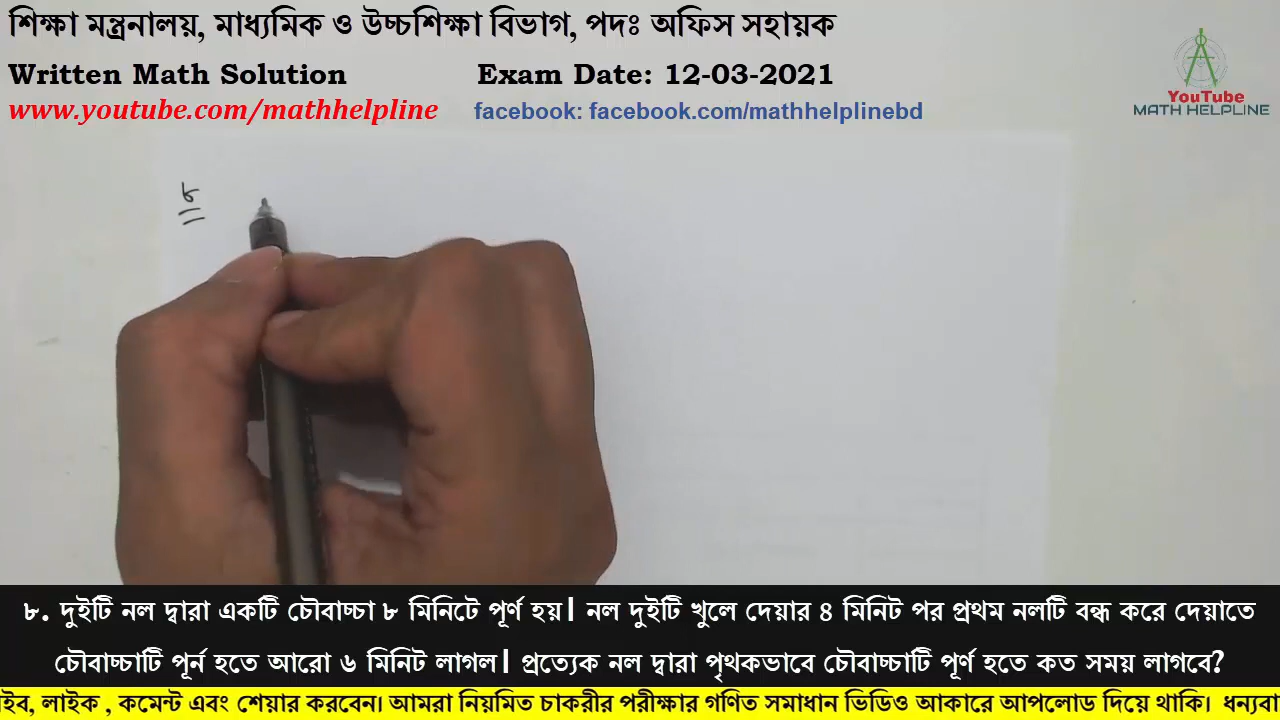 শিক্ষা মন্ত্রনালয়, মাধ্যমিক ও উচ্চশিক্ষা বিভাগ, পদঃ অফিস সহায়ক
Written Math Solution Exam Date: 12-03-2021
www.youtube.com/mathhelpline facebook: facebook.com/mathhelplinebd
YouTube
MATH HELPLINE
৮
৮. দুইটি নল দ্বারা একটি চৌবাচ্চা ৮ মিনিটে পূর্ণ হয়। নল দুইটি খুলে দেয়ার ৪ মিনিট পর প্রথম নলটি বন্ধ করে দেয়াতে
চৌবাচ্চাটি পূর্ন হতে আরো ৬ মিনিট লাগল। প্রত্যেক নল দ্বারা পৃথকভাবে চৌবাচ্চাটি পূর্ণ হতে কত সময় লাগবে?
লাইক , কমেন্ট এবং শেয়ার করবেন। আমরা নিয়মিত চাকরীর পরীক্ষার গণিত সমাধান ভিডিও আকারে আপলোড দিয়ে থাকি।